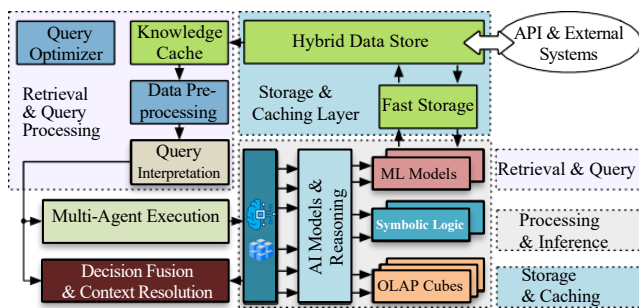 Query
Optimizer
Knowledge
Cache
Hybrid Data Store
API & External
Systems
Data Pre-
processing
Retrieval
& Query
Processing
Storage &
Caching Layer
Fast Storage
Query
Interpretation
ML Models
Retrieval & Query
Multi-Agent Execution
AI Models &
Reasoning
Symbolic Logic
Processing
& Inference
Decision Fusion
& Context Resolution
OLAP Cubes
Storage
& Caching